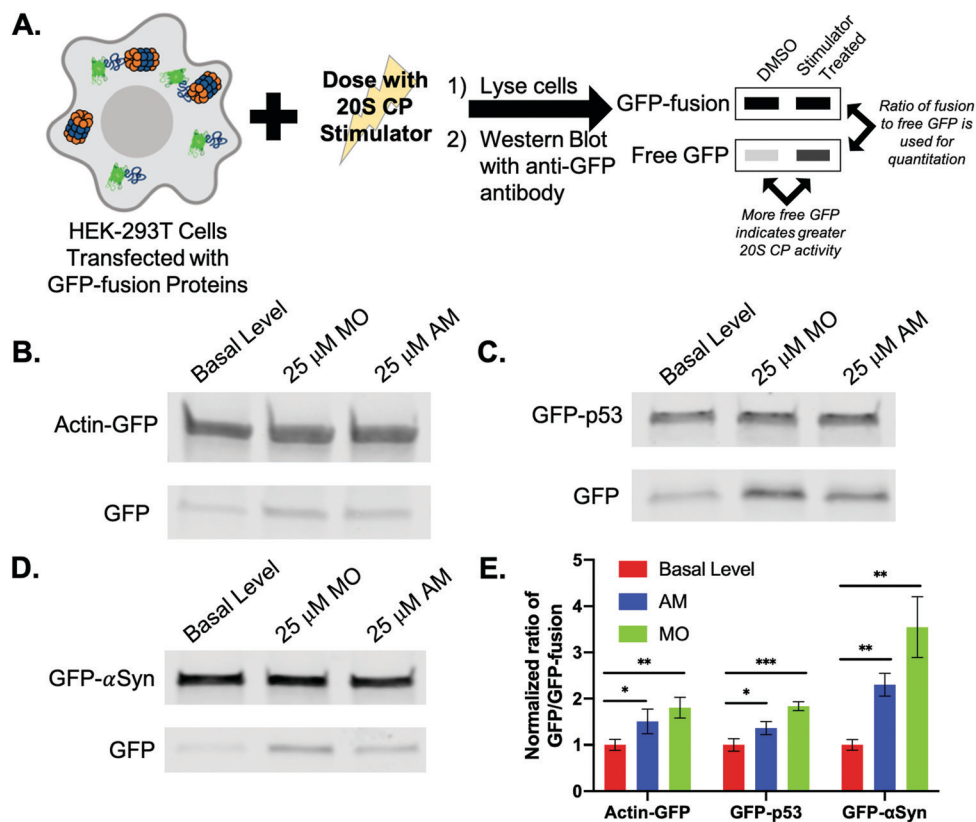 A.
HEK-293T Cells
Transfected with
GFP-fusion Proteins
Dose with
20S CP
Stimulator
1) Lyse cells
2) Western Blot
with anti-GFP
antibody
DMSO
Stimulator
Treated
GFP-fusion
Free GFP
Ratio of fusion
to free GFP is
used for
quantitation
More free GFP
indicates greater
20S CP activity
B.
Basal Level
25 μM MO
25 μM AM
Actin-GFP
GFP
C.
Basal Level
25 μM MO
25 μM AM
GFP-p53
GFP
D.
Basal Level
25 μM MO
25 μM AM
GFP-αSyn
GFP
E.
Normalized ratio of
GFP/GFP-fusion
5
4
3
2
1
0
Basal Level
AM
MO
**
*
***
*
**
**
Actin-GFP
GFP-p53
GFP-αSyn